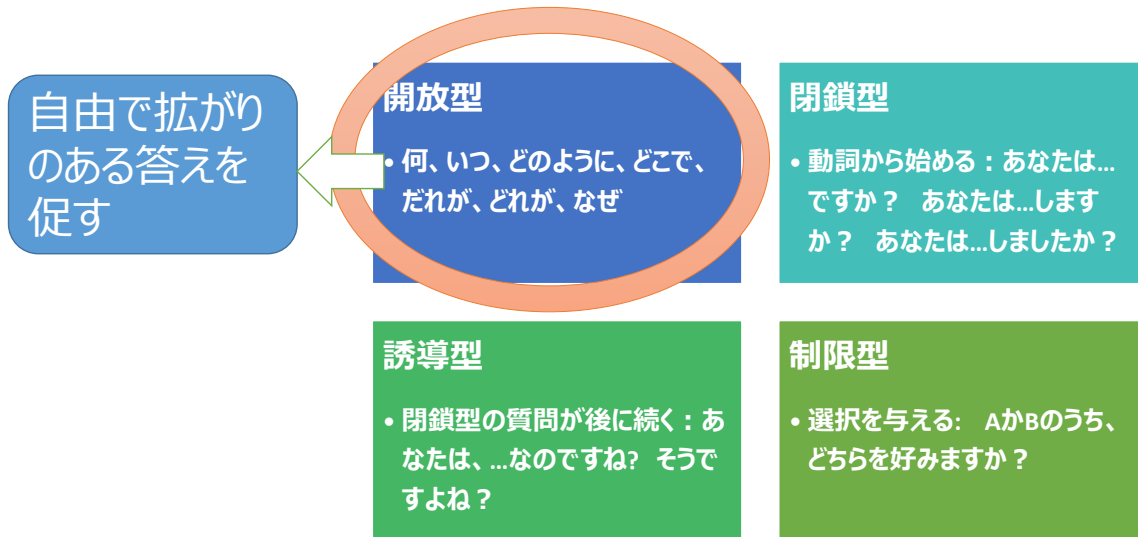 自由で拡がり
のある答えを
促す
開放型
• 何、いつ、どのように、どこで、
だれが、どれが、なぜ
閉鎖型
• 動詞から始める：あなたは…
ですか？　あなたは…します
か？　あなたは…しましたか？
誘導型
• 閉鎖型の質問が後に続く：あ
なたは、…なのですね?　そうで
すよね？
制限型
• 選択を与える:　AかBのうち、
どちらを好みますか？